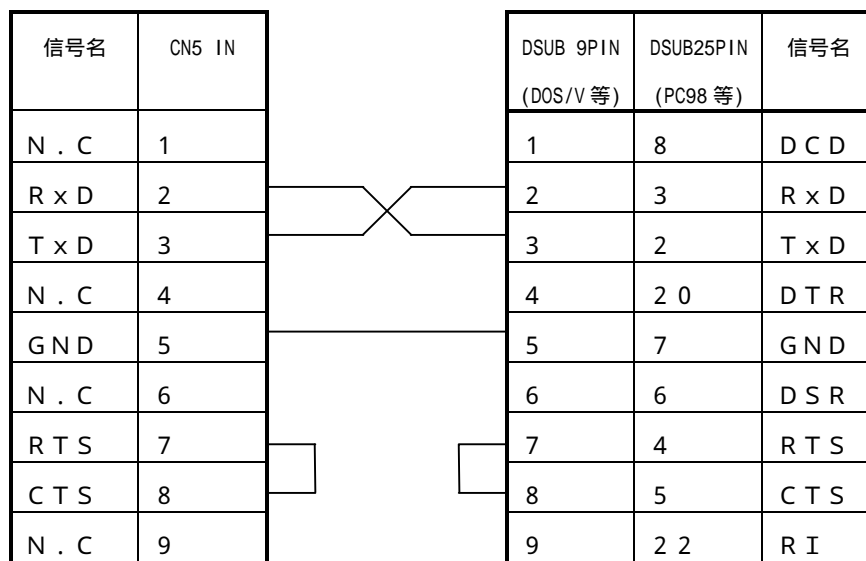 信号名 CN5 IN DSUB 9PIN DSUB25PIN 信号名
(DOS/V 等) (PC98 等)
N.C 1 1 8 DCD
RxD 2 2 3 RxD
TxD 3 3 2 TxD
N.C 4 4 20 DTR
GND 5 5 7 GND
N.C 6 6 6 DSR
RTS 7 7 4 RTS
CTS 8 8 5 CTS
N.C 9 9 22 RI